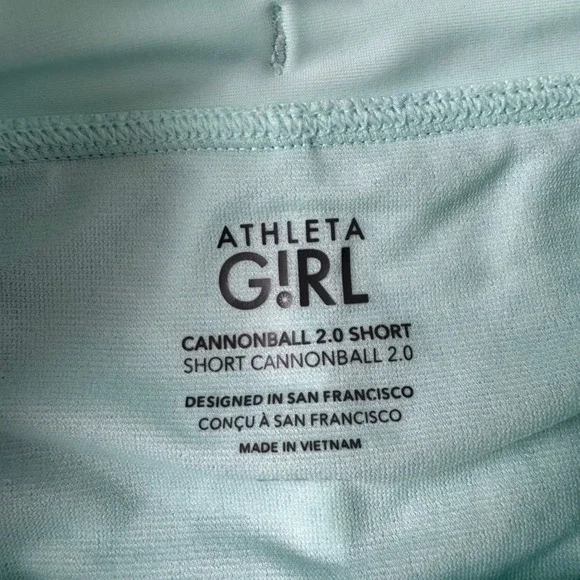 ATHLETA
G!RL
CANNONBALL 2.0 SHORT
SHORT CANNONBALL 2.0
DESIGNED IN SAN FRANCISCO
CONÇU À SAN FRANCISCO
MADE IN VIETNAM